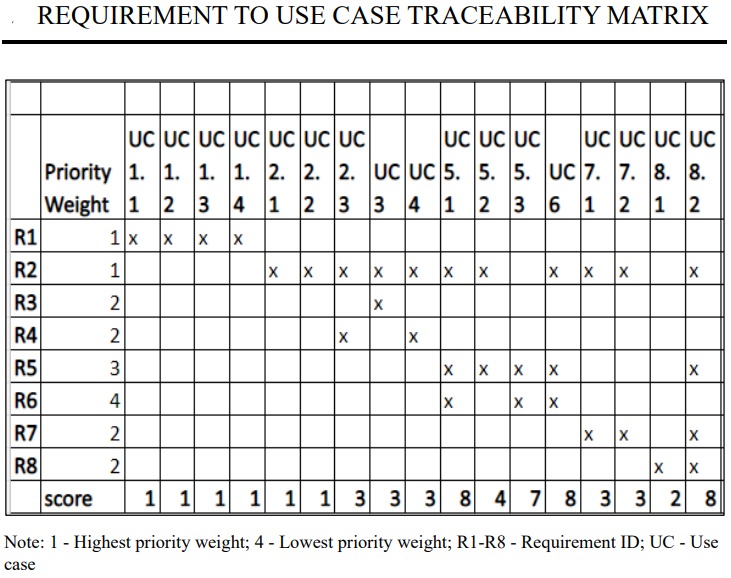 REQUIREMENT TO USE CASE TRACEABILITY MATRIX
Priority Weight UC 1.1 UC 1.2 UC 1.3 UC 1.4 UC 2.1 UC 2.2 UC 2.3 UC 3 UC 4 UC 5.1 UC 5.2 UC 5.3 UC 6 UC 7.1 UC 7.2 UC 8.1 UC 8.2
R1 1 x x x x
R2 1 x x x x x x x x x x x
R3 2 x
R4 2 x x
R5 3 x x x x x
R6 4 x x x
R7 2 x x x
R8 2 x x
score 1 1 1 1 1 1 3 3 3 8 4 7 8 3 3 2 8
Note: 1 - Highest priority weight; 4 - Lowest priority weight; R1-R8 - Requirement ID; UC - Use
case